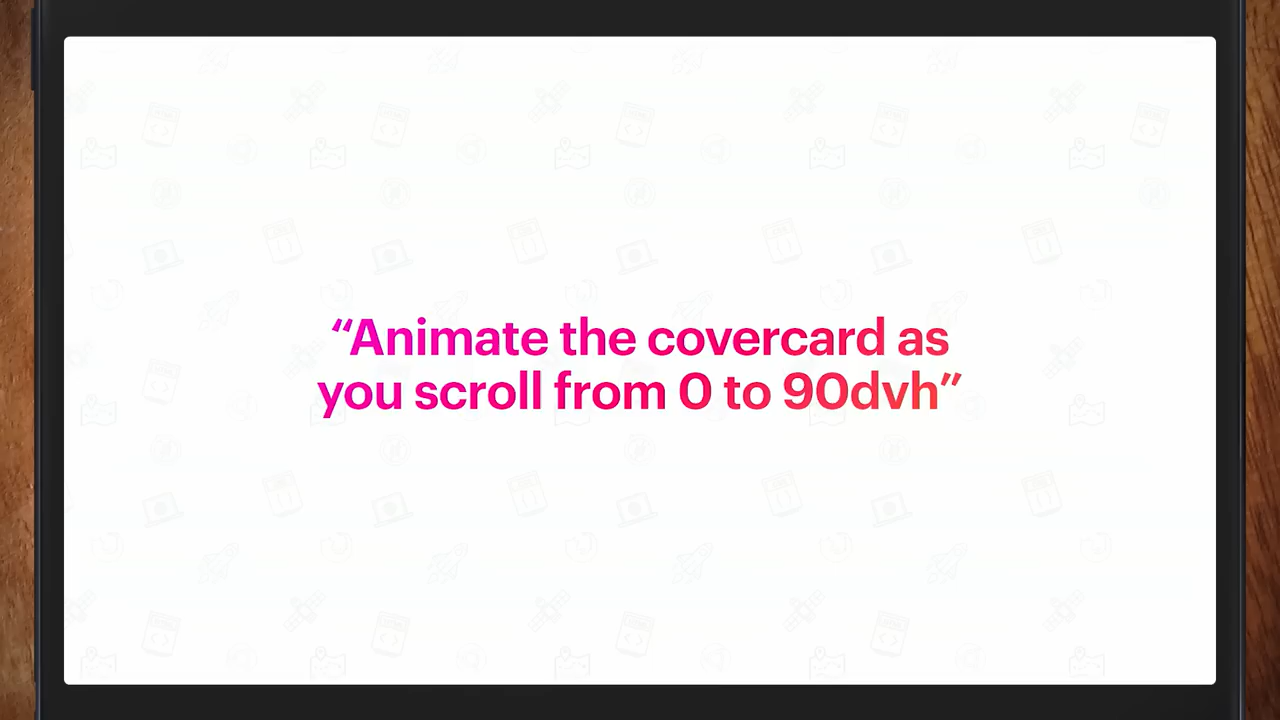 “Animate the covercard as
you scroll from 0 to 90dvh”